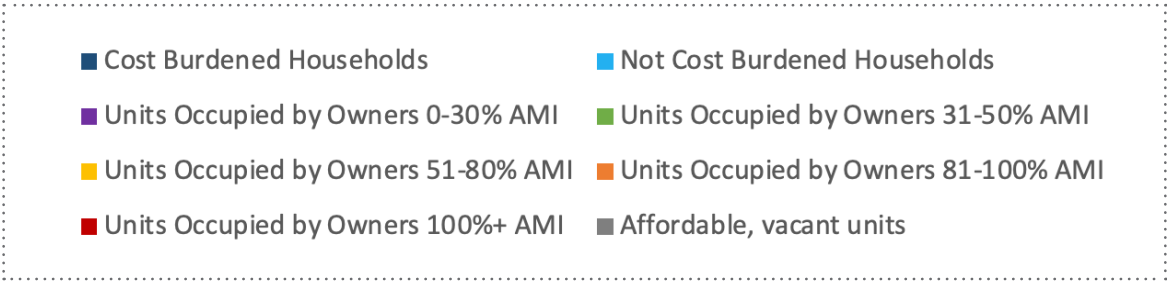 Cost Burdened Households
Not Cost Burdened Households
Units Occupied by Owners 0-30% AMI
Units Occupied by Owners 31-50% AMI
Units Occupied by Owners 51-80% AMI
Units Occupied by Owners 81-100% AMI
Units Occupied by Owners 100%+ AMI
Affordable, vacant units